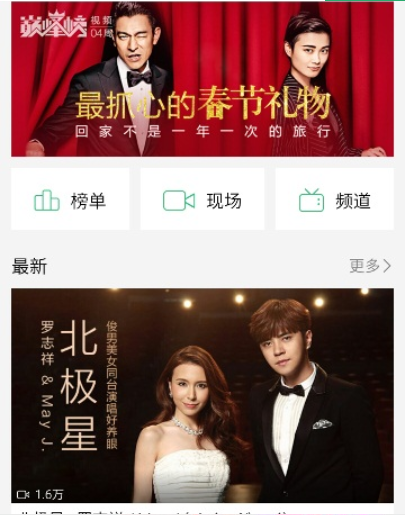 巅峰榜
视频
04周
最抓心的春节礼物
回家不是一年一次的旅行
榜单
现场
频道
最新
更多
北极星
罗志祥 & May J.
俊男美女同台演唱好养眼
1.6万